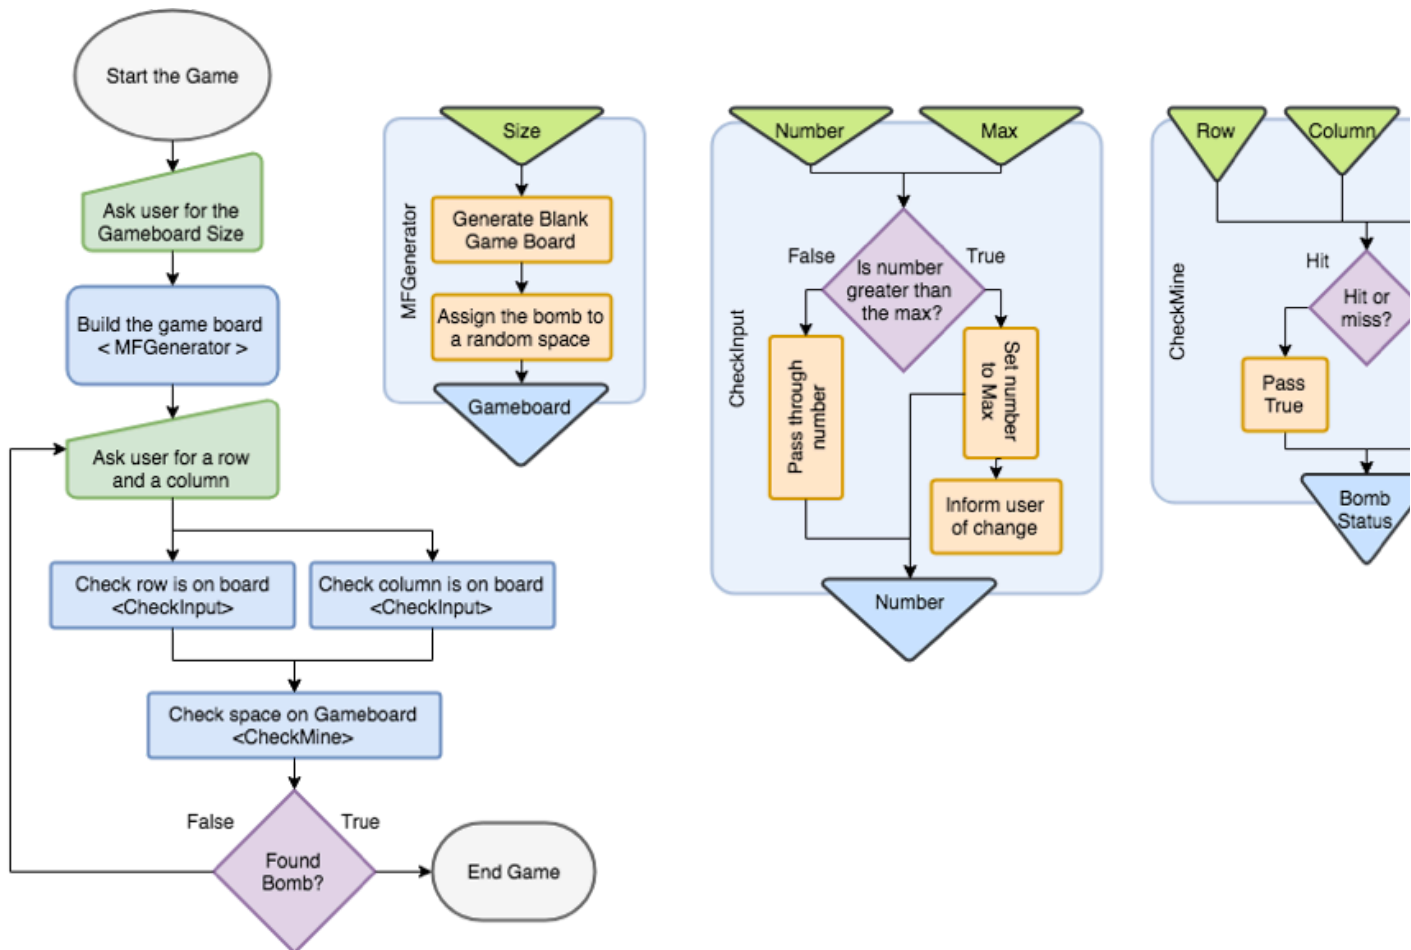 Start the Game
Ask user for the
Gameboard Size
Build the game board
< MFGenerator >
Ask user for a row
and a column
Check row is on board
<CheckInput>
Check column is on board
<CheckInput>
Check space on Gameboard
<CheckMine>
False
True
Found
Bomb?
End Game
MFGenerator
Size
Generate Blank
Game Board
Assign the bomb to
a random space
Gameboard
CheckInput
Number
Max
False
True
Is number
greater than
the max?
Pass through
number
Set number
to Max
Inform user
of change
Number
CheckMine
Row
Column
Hit
Hit or
miss?
Pass
True
Bomb
Status